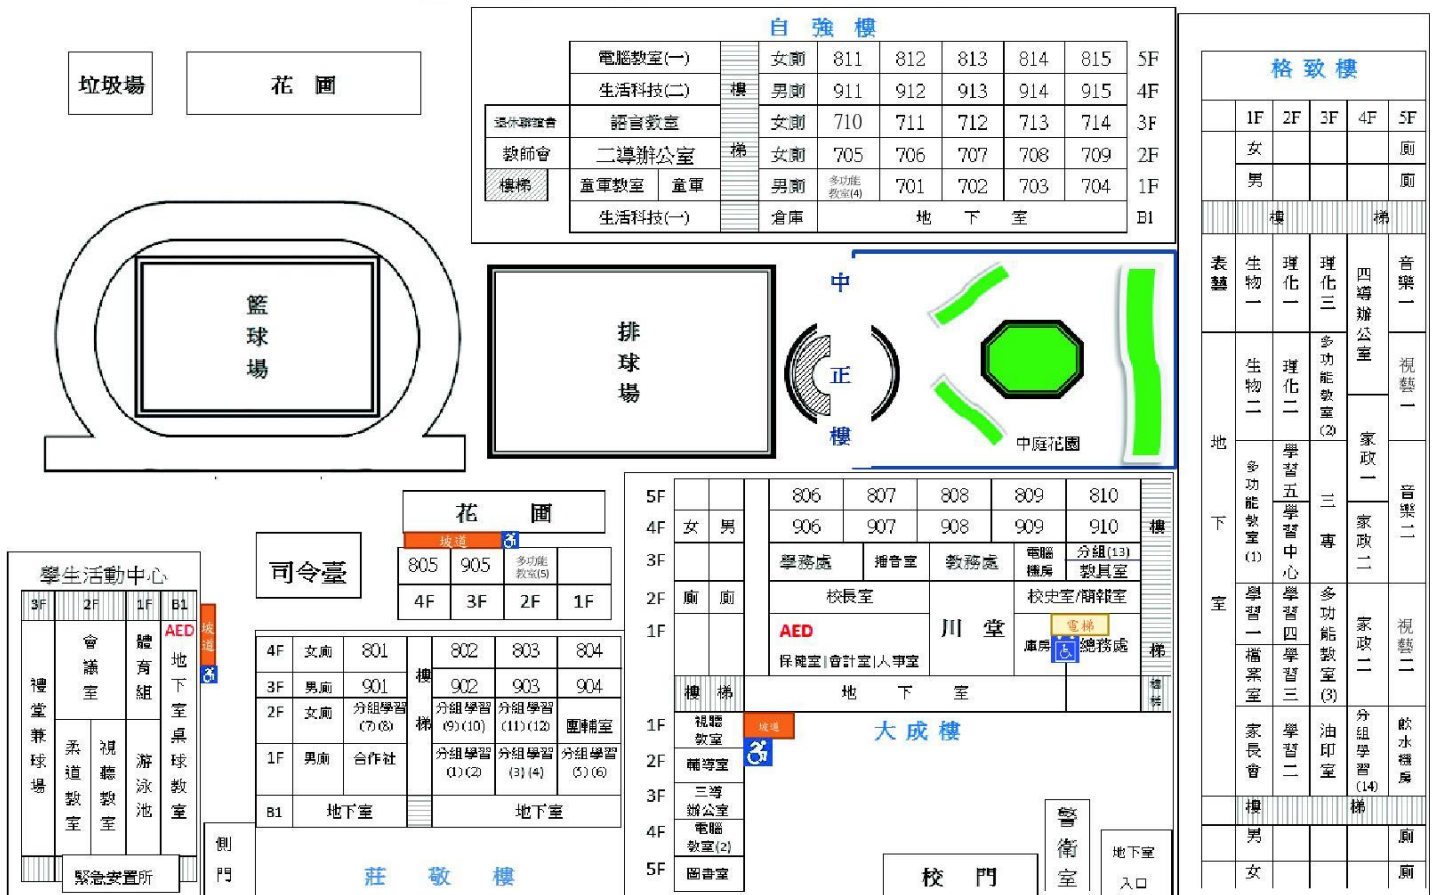 自強樓
電腦教室(一) 女廁 811 812 813 814 815 5F
生活科技(二) 樓 男廁 911 912 913 914 915 4F
退休聯誼會 語言教室 女廁 710 711 712 713 714 3F
教師會 二導辦公室 梯 女廁 705 706 707 708 709 2F
樓梯 童軍教室 童軍 男廁 多功能教室(4) 701 702 703 704 1F
生活科技(一) 倉庫 地下室 B1
垃圾場
花圃
籃球場
排球場
中正樓
中庭花園
格致樓
1F 2F 3F 4F 5F
女 廁
男 廁
樓梯
表藝 生物一 理化一 理化三 四導辦公室 音樂一
地下室
生物二 理化二 多功能教室(2) 視藝一
多功能教室(1) 學習五 學習中心 三專 家政一 家政二 音樂二
學習一 檔案室 學習四 學習三 多功能教室(3) 家政二 視藝二
家長會 學習二 油印室 分組學習(14) 飲水機房
樓梯
男 廁
女 廁
花圃
坡道
司令臺
805 905 多功能教室(5)
4F 3F 2F 1F
學生活動中心
3F 2F 1F B1
禮堂兼球場
會議室
柔道教室
視聽教室
體育組
游泳池
AED
地下室桌球教室
坡道
緊急安置所
側門
4F 女廁 801 樓梯 802 803 804
3F 男廁 901 902 903 904
2F 女廁 分組學習(7)(8) 分組學習(9)(10) 分組學習(11)(12) 團輔室
1F 男廁 合作社 分組學習(1)(2) 分組學習(3)(4) 分組學習(5)(6)
B1 地下室 地下室
莊敬樓
5F 806 807 808 809 810
4F 女 男 906 907 908 909 910 樓
3F 學務處 播音室 教務處 電腦機房 分組(13) 教具室
2F 廁 廁 校長室 川堂 校史室/簡報室
1F AED 保健室|會計室|人事室 庫房 電梯 總務處 梯
樓梯 地下室 樓梯
1F 視聽教室 坡道
大成樓
2F 輔導室
3F 三導辦公室
4F 電腦教室(2)
5F 圖書室
校門
警衛室
地下室入口